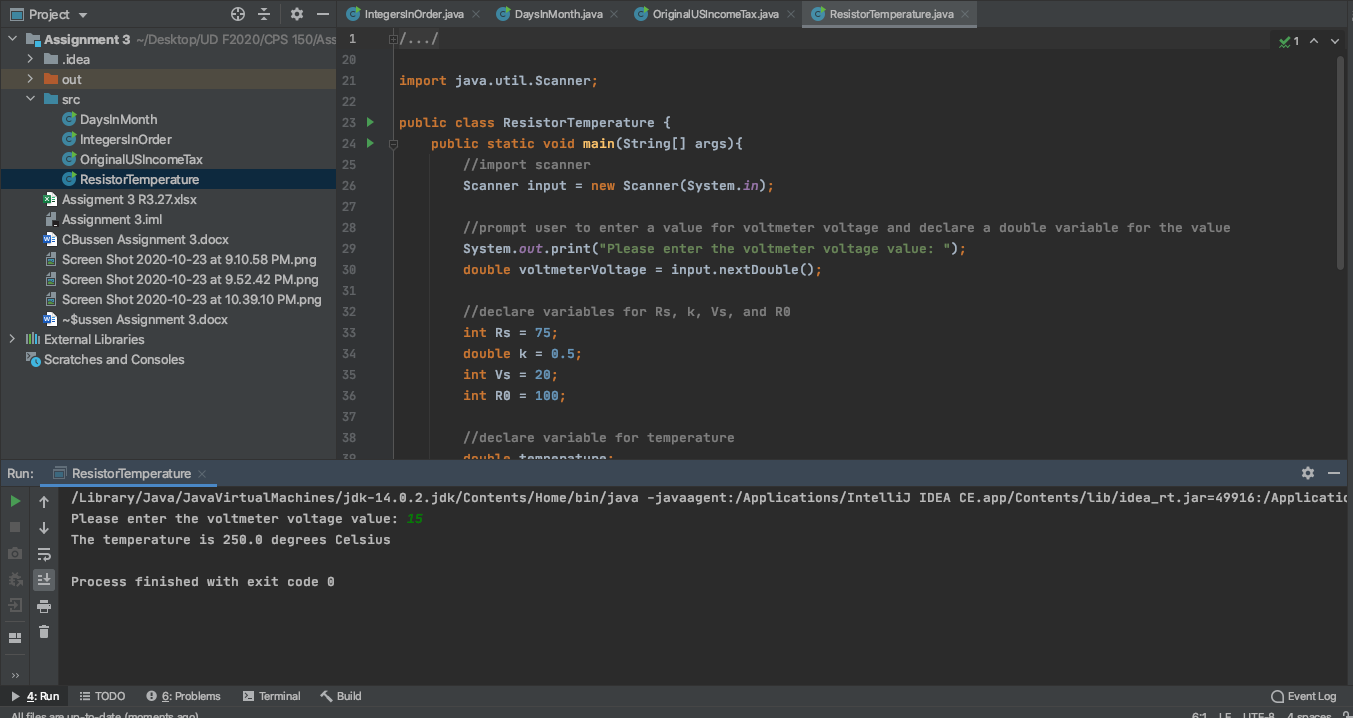 Project
IntegersInOrder.java
DaysInMonth.java
OriginalUSIncomeTax.java
ResistorTemperature.java
Assignment 3 ~/Desktop/UD F2020/CPS 150/Ass
.idea
out
src
DaysInMonth
IntegersInOrder
OriginalUSIncomeTax
ResistorTemperature
Assigment 3 R3.27.xlsx
Assignment 3.iml
CBussen Assignment 3.docx
Screen Shot 2020-10-23 at 9.10.58 PM.png
Screen Shot 2020-10-23 at 9.52.42 PM.png
Screen Shot 2020-10-23 at 10.39.10 PM.png
~$ussen Assignment 3.docx
External Libraries
Scratches and Consoles
1 /.../
1
20
21 import java.util.Scanner;
22
23 public class ResistorTemperature {
24 public static void main(String[] args){
25 //import scanner
26 Scanner input = new Scanner(System.in);
27
28 //prompt user to enter a value for voltmeter voltage and declare a double variable for the value
29 System.out.print("Please enter the voltmeter voltage value: ");
30 double voltmeterVoltage = input.nextDouble();
31
32 //declare variables for Rs, k, Vs, and R0
33 int Rs = 75;
34 double k = 0.5;
35 int Vs = 20;
36 int R0 = 100;
37
38 //declare variable for temperature
39 double temperature;
Run: ResistorTemperature
/Library/Java/JavaVirtualMachines/jdk-14.0.2.jdk/Contents/Home/bin/java -javaagent:/Applications/IntelliJ IDEA CE.app/Contents/lib/idea_rt.jar=49916:/Applicatio
Please enter the voltmeter voltage value: 15
The temperature is 250.0 degrees Celsius
Process finished with exit code 0
4: Run TODO 6: Problems Terminal Build Event Log
All files are up-to-date (moments ago) 6:1 LF UTF-8 4 spaces